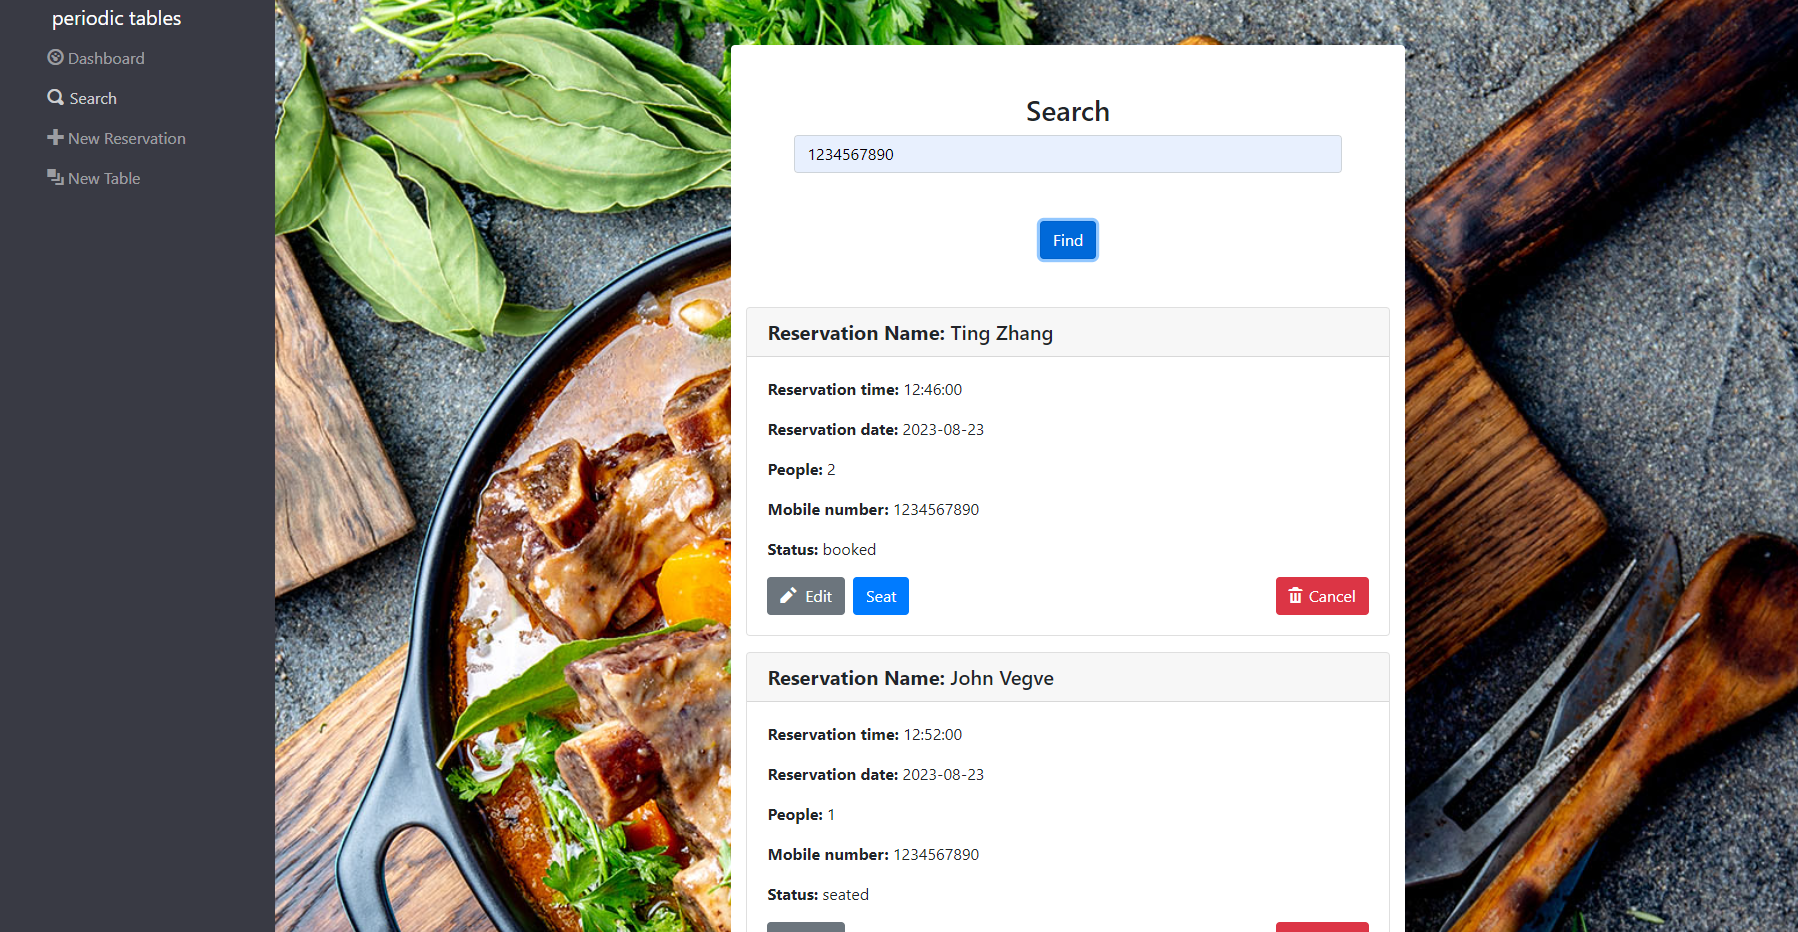 periodic tables
Dashboard
Search
New Reservation
New Table
Search
1234567890
Find
Reservation Name: Ting Zhang
Reservation time: 12:46:00
Reservation date: 2023-08-23
People: 2
Mobile number: 1234567890
Status: booked
Edit Seat Cancel
Reservation Name: John Vegve
Reservation time: 12:52:00
Reservation date: 2023-08-23
People: 1
Mobile number: 1234567890
Status: seated